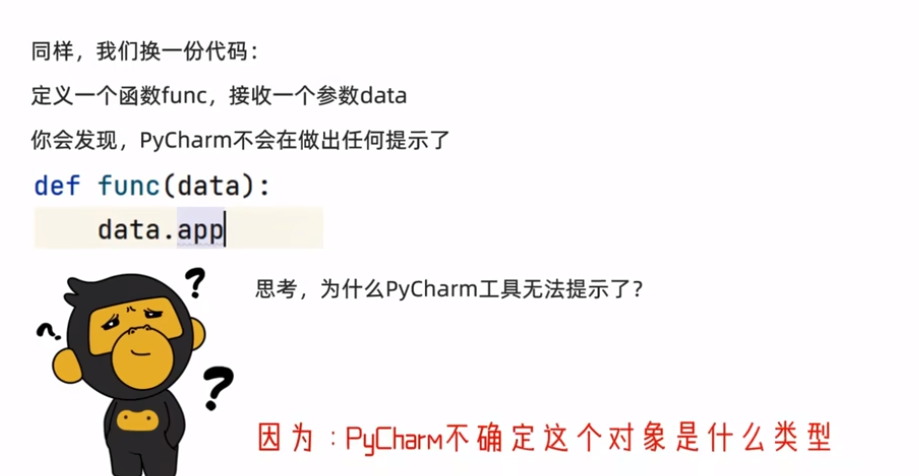 同样，我们换一份代码：
定义一个函数func，接收一个参数data
你会发现，PyCharm不会在做出任何提示了
def func(data):
    data.app
?
思考，为什么PyCharm工具无法提示了？
?
?
因为：PyCharm不确定这个对象是什么类型